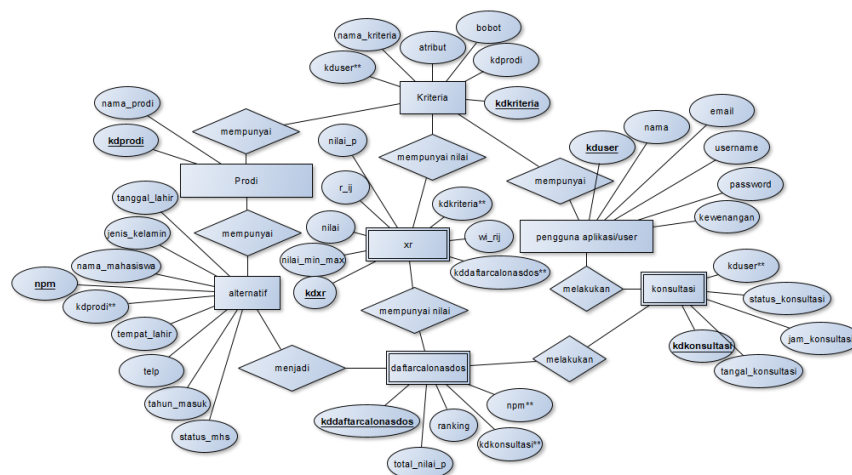 bobot
nama_kriteria
atribut
kdprodi
kduser**
Kriteria
kdkriteria
nama_prodi
mempunyai
kdprodi
Prodi
nilai_p
mempunyai nilai
kduser
nama
email
username
password
kewenangan
mempunyai
pengguna aplikasi/user
r_ij
kdkriteria**
tanggal_lahir
mempunyai
nilai
wi_rij
xr
jenis_kelamin
nama_mahasiswa
nilai_min_max
kddaftarcalonasdos**
kdxr
npm
kdprodi**
alternatif
melakukan
konsultasi
kduser**
status_konsultasi
jam_konsultasi
tangal_konsultasi
kdkonsultasi
mempunyai nilai
tempat_lahir
telp
menjadi
daftarcalonasdos
melakukan
tahun_masuk
status_mhs
kddaftarcalonasdos
npm**
ranking
kdkonsultasi**
total_nilai_p